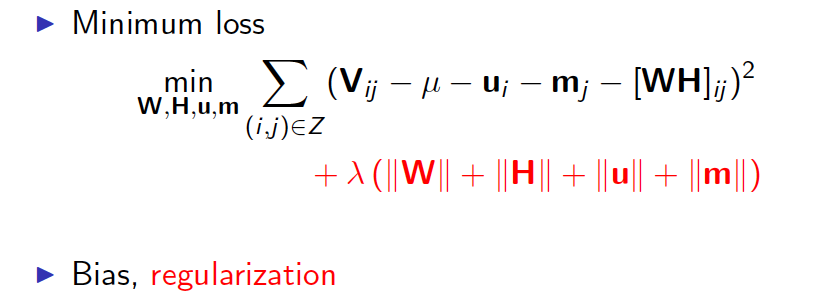 ▶ Minimum loss
min ∑ (V_ij − μ − u_i − m_j − [WH]_ij)²
W,H,u,m (i,j)∈Z
+ λ (‖W‖ + ‖H‖ + ‖u‖ + ‖m‖)
▶ Bias, regularization